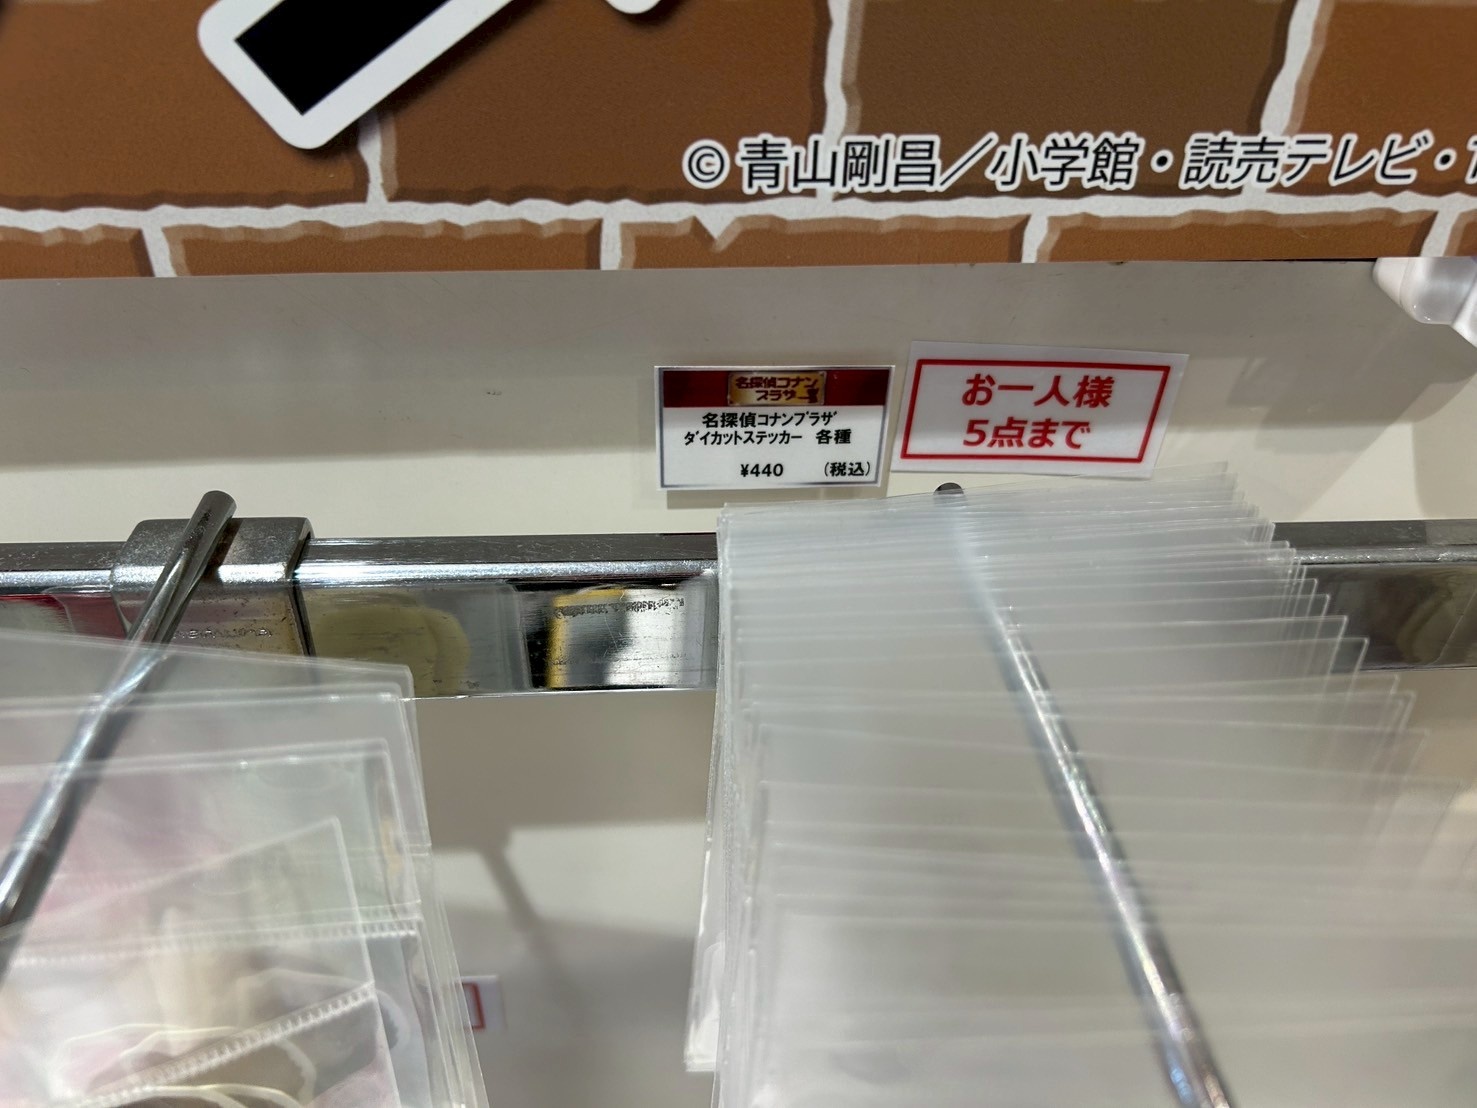 © 青山剛昌／小学館・読売テレビ・
名探偵コナン
プラザ
名探偵コナンプラザ
ダイカットステッカー 各種
¥440 (税込)
お一人様
5点まで